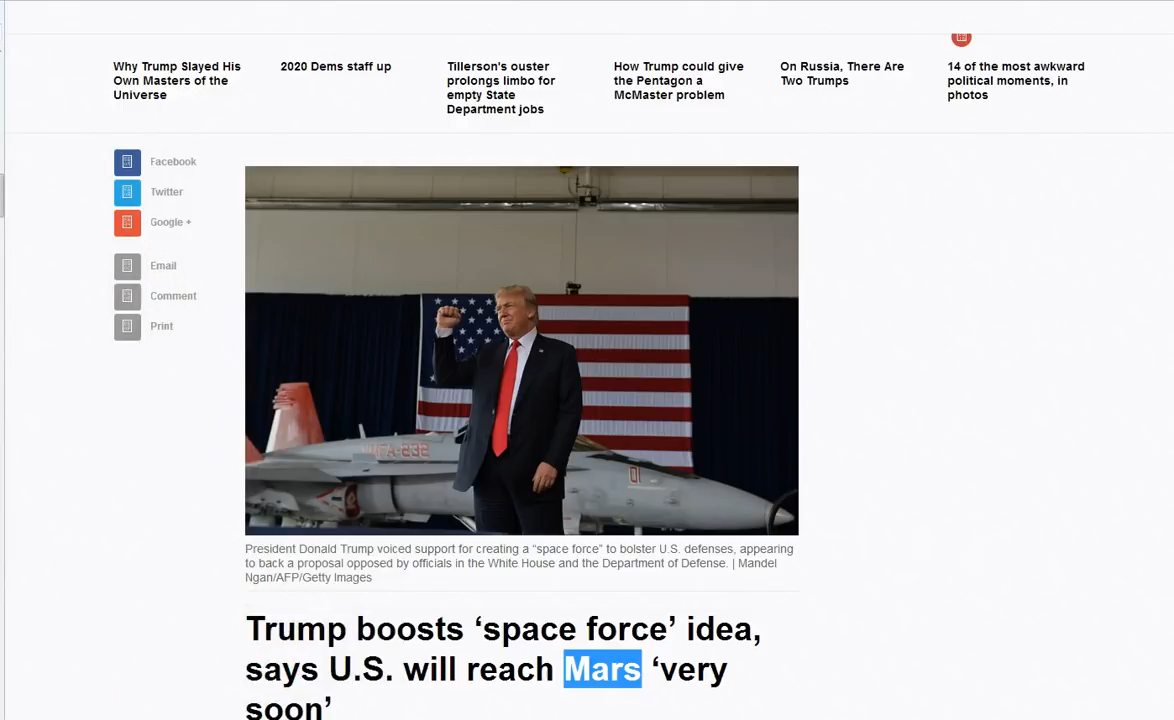 Why Trump Slayed His
Own Masters of the
Universe
2020 Dems staff up
Tillerson's ouster
prolongs limbo for
empty State
Department jobs
How Trump could give
the Pentagon a
McMaster problem
On Russia, There Are
Two Trumps
14 of the most awkward
political moments, in
photos
Facebook
Twitter
Google +
Email
Comment
Print
VMFA-232
01
President Donald Trump voiced support for creating a “space force” to bolster U.S. defenses, appearing
to back a proposal opposed by officials in the White House and the Department of Defense. | Mandel
Ngan/AFP/Getty Images
Trump boosts ‘space force’ idea,
says U.S. will reach Mars ‘very
soon’